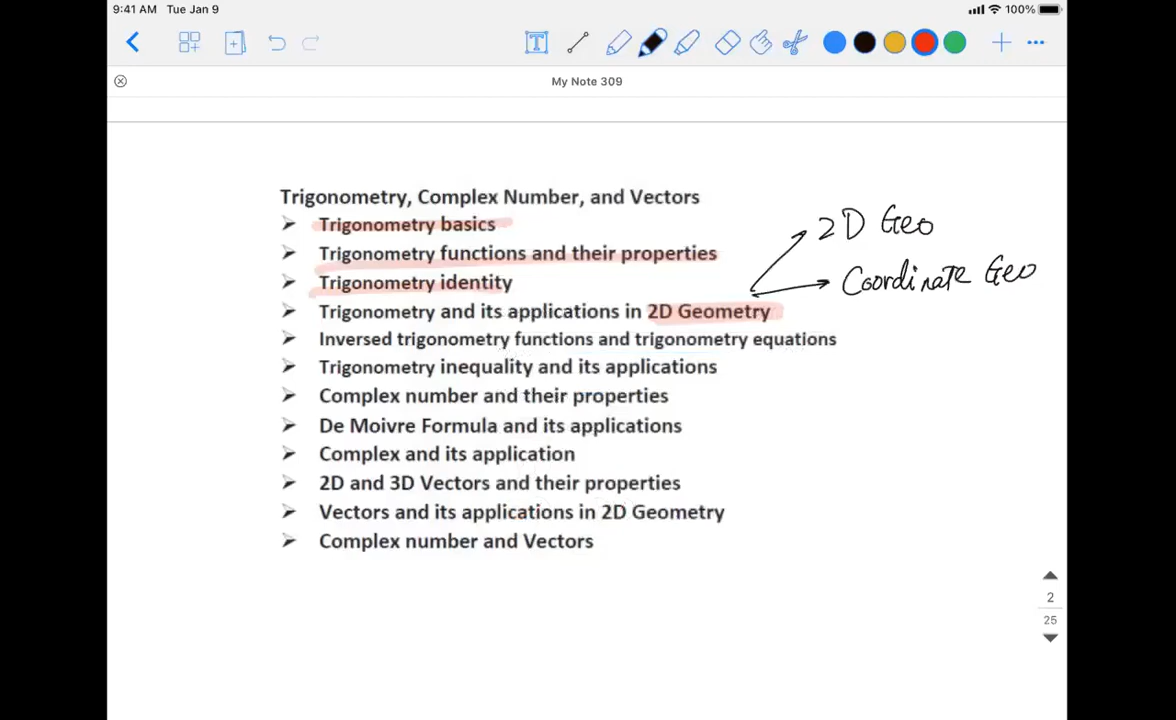 9:41 AM Tue Jan 9
100%
T
My Note 309
Trigonometry, Complex Number, and Vectors
➢ Trigonometry basics
➢ Trigonometry functions and their properties
➢ Trigonometry identity
➢ Trigonometry and its applications in 2D Geometry
➢ Inversed trigonometry functions and trigonometry equations
➢ Trigonometry inequality and its applications
➢ Complex number and their properties
➢ De Moivre Formula and its applications
➢ Complex and its application
➢ 2D and 3D Vectors and their properties
➢ Vectors and its applications in 2D Geometry
➢ Complex number and Vectors
2D Geo
Coordinate Geo
2
25